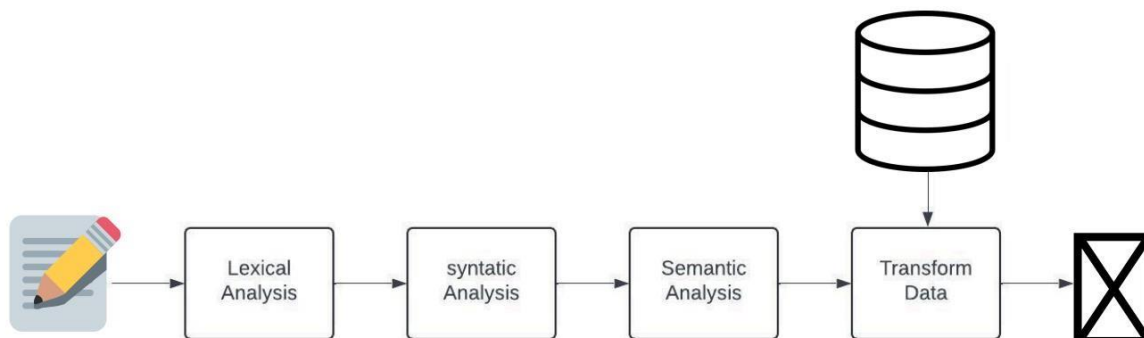 Lexical
Analysis
syntatic
Analysis
Semantic
Analysis
Transform
Data